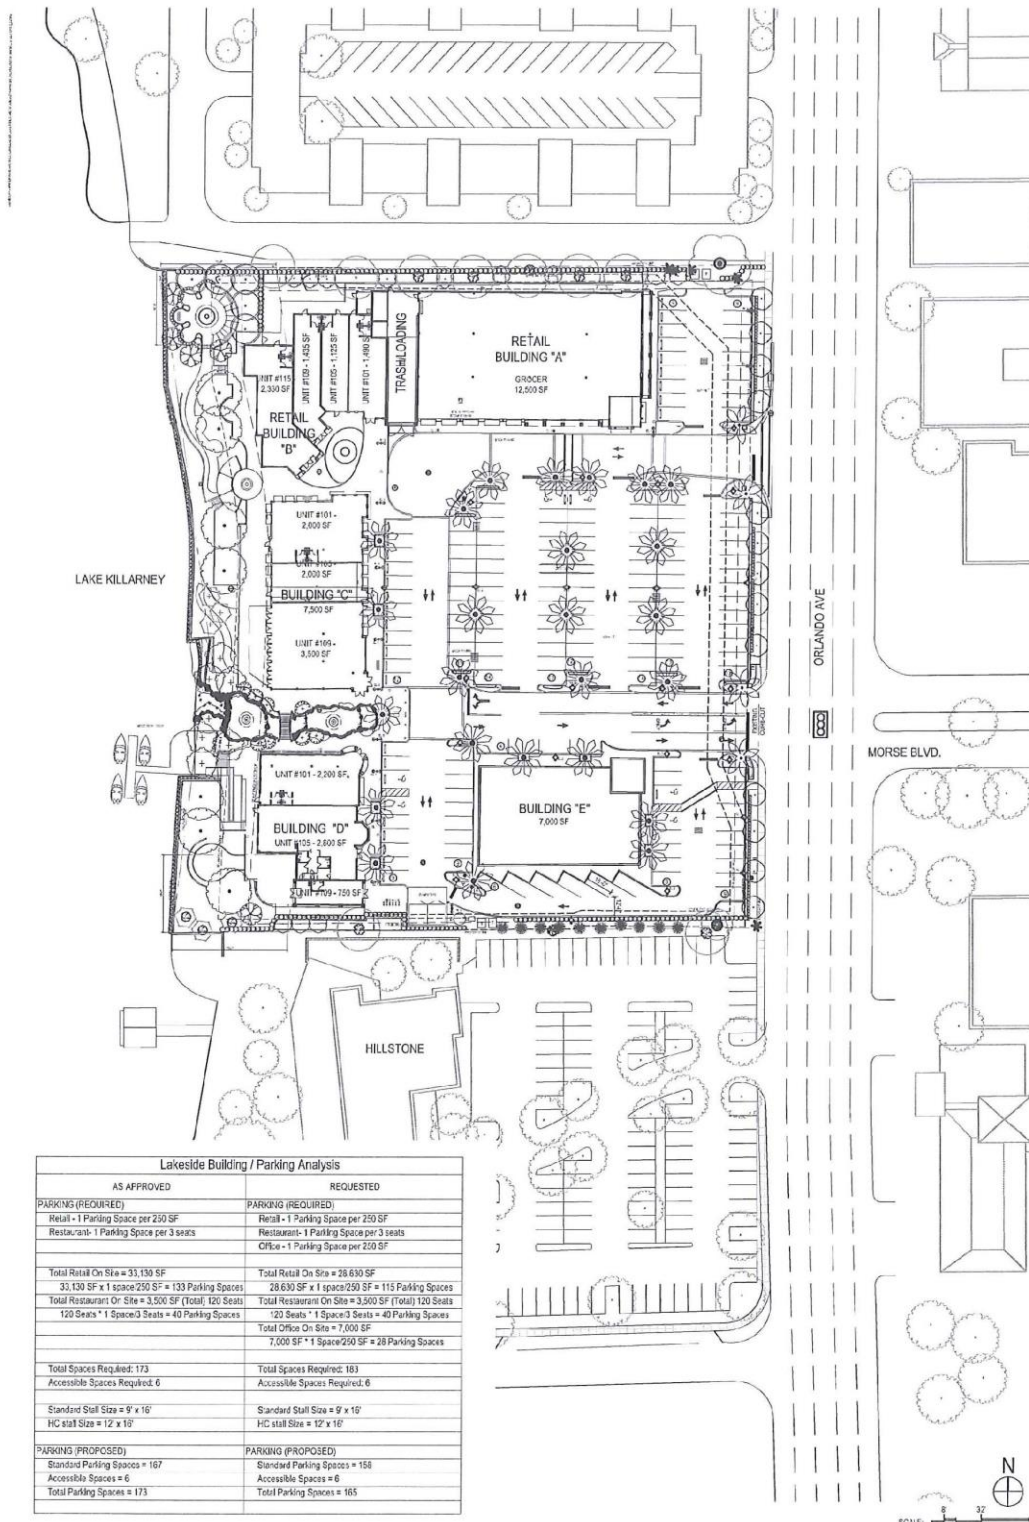 RETAIL
BUILDING "A"
GROCER
12,500 SF
TRASH/LOADING
UNIT #101 - 1,490 SF
UNIT #105 - 1,125 SF
UNIT #109 - 1,435 SF
UNIT #115
RETAIL
BUILDING
"B"
UNIT #101 -
2,000 SF
2,000 SF
BUILDING "C"
7,500 SF
UNIT #109 -
3,500 SF
LAKE KILLARNEY
ORLANDO AVE
MORSE BLVD.
EXISTING
CURB-CUT
UNIT #101 - 2,200 SF
BUILDING "D"
UNIT #105 - 2,600 SF
UNIT #109 - 750 SF
BUILDING "E"
7,000 SF
HILLSTONE
Lakeside Building / Parking Analysis
AS APPROVED REQUESTED
PARKING (REQUIRED) PARKING (REQUIRED)
Retail - 1 Parking Space per 250 SF Retail - 1 Parking Space per 250 SF
Restaurant- 1 Parking Space per 3 seats Restaurant- 1 Parking Space per 3 seats
Office - 1 Parking Space per 250 SF
Total Retail On Site = 33,130 SF Total Retail On Site = 28,630 SF
33,130 SF x 1 space/250 SF = 133 Parking Spaces 28,630 SF x 1 space/250 SF = 115 Parking Spaces
Total Restaurant On Site = 3,500 SF (Total) 120 Seats Total Restaurant On Site = 3,500 SF (Total) 120 Seats
120 Seats * 1 Space/3 Seats = 40 Parking Spaces 120 Seats * 1 Space/3 Seats = 40 Parking Spaces
Total Office On Site = 7,000 SF
7,000 SF * 1 Space/250 SF = 28 Parking Spaces
Total Spaces Required: 173 Total Spaces Required: 183
Accessible Spaces Required: 6 Accessible Spaces Required: 6
Standard Stall Size = 9' x 16' Standard Stall Size = 9' x 16'
HC stall Size = 12' x 16' HC stall Size = 12' x 16'
PARKING (PROPOSED) PARKING (PROPOSED)
Standard Parking Spaces = 167 Standard Parking Spaces =
Accessible Spaces = 6 Accessible Spaces = 6
Total Parking Spaces = 173 Total Parking Spaces = 165
N
8 32